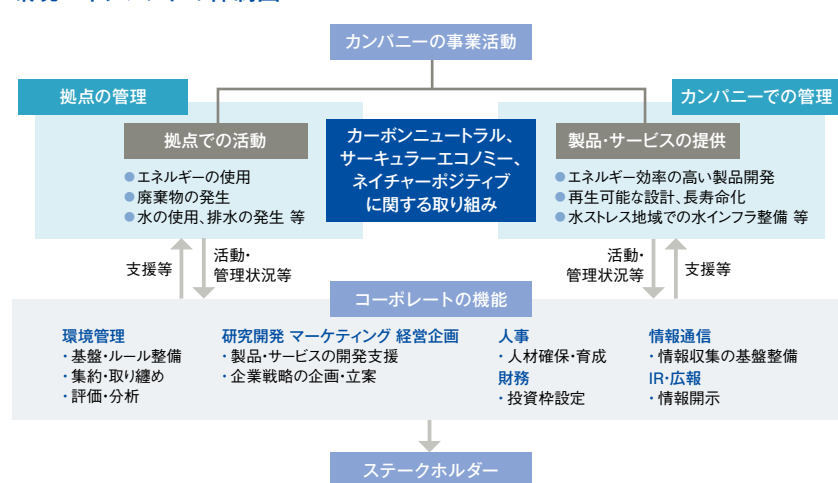 カンパニーの事業活動
拠点の管理
カンパニーでの管理
拠点での活動
●エネルギーの使用
●廃棄物の発生
●水の使用、排水の発生 等
カーボンニュートラル、
サーキュラーエコノミー、
ネイチャーポジティブ
に関する取り組み
製品・サービスの提供
●エネルギー効率の高い製品開発
●再生可能な設計、長寿命化
●水ストレス地域での水インフラ整備 等
支援等
活動・
管理状況等
活動・
管理状況等
支援等
コーポレートの機能
環境管理
・基盤・ルール整備
・集約・取り纏め
・評価・分析
研究開発 マーケティング 経営企画
・製品・サービスの開発支援
・企業戦略の企画・立案
人事
・人材確保・育成
財務
・投資枠設定
情報通信
・情報収集の基盤整備
IR・広報
・情報開示
ステークホルダー